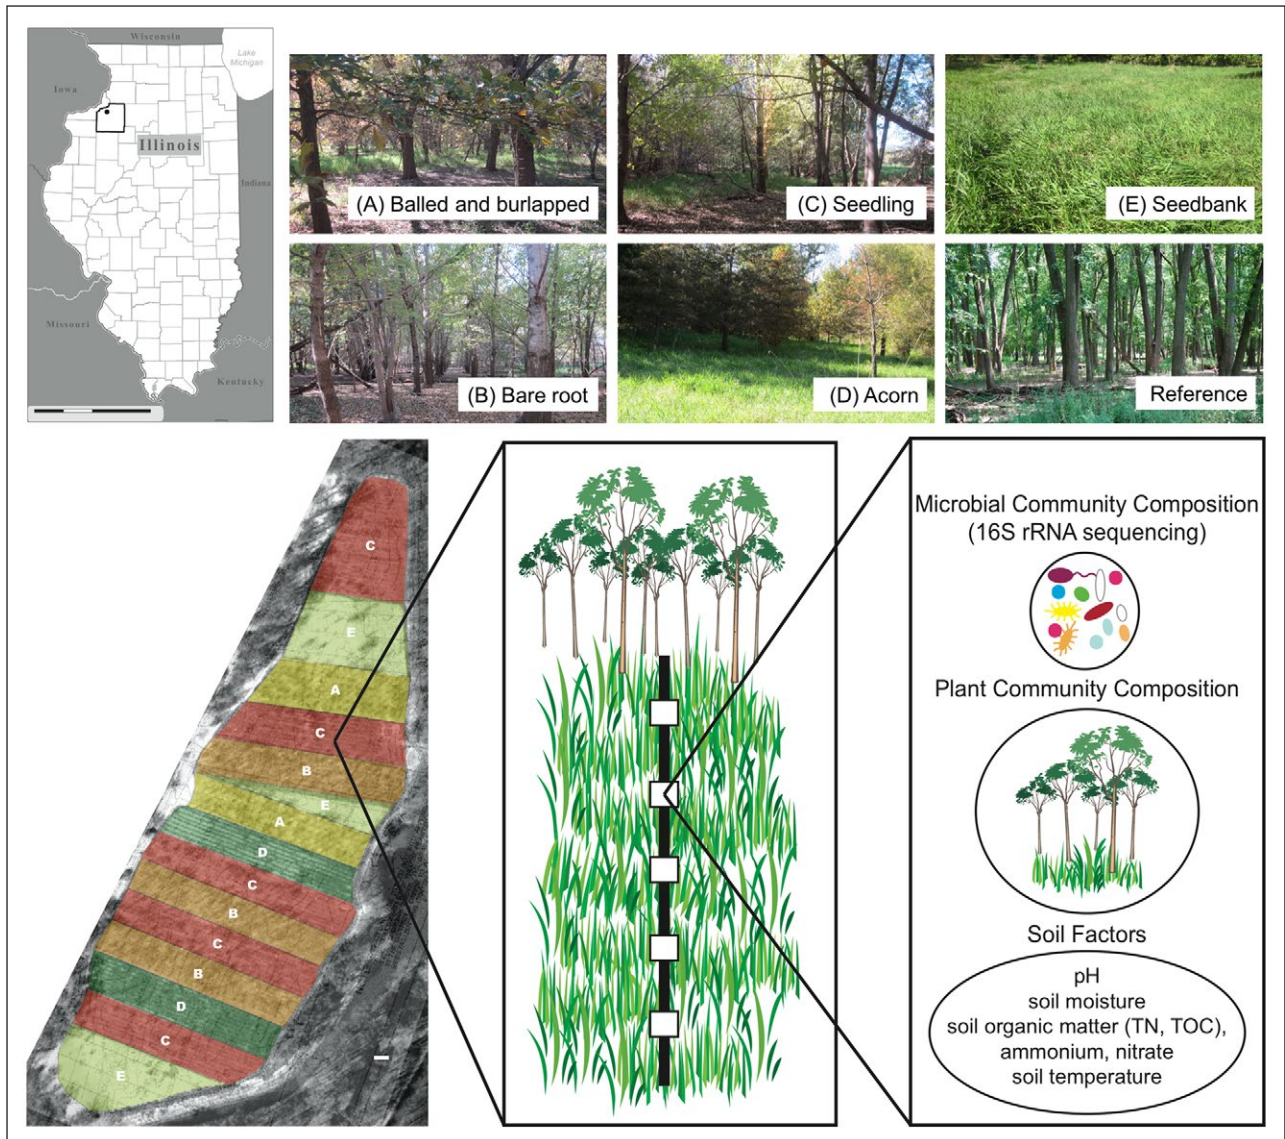 Wisconsin
Lake
Michigan
Iowa
Illinois
Indiana
Missouri
Kentucky
(A) Balled and burlapped
(C) Seedling
(E) Seedbank
(B) Bare root
(D) Acorn
Reference
C
E
A
C
B
E
A
D
C
B
C
B
D
C
E
Microbial Community Composition
(16S rRNA sequencing)
Plant Community Composition
Soil Factors
pH
soil moisture
soil organic matter (TN, TOC),
ammonium, nitrate
soil temperature